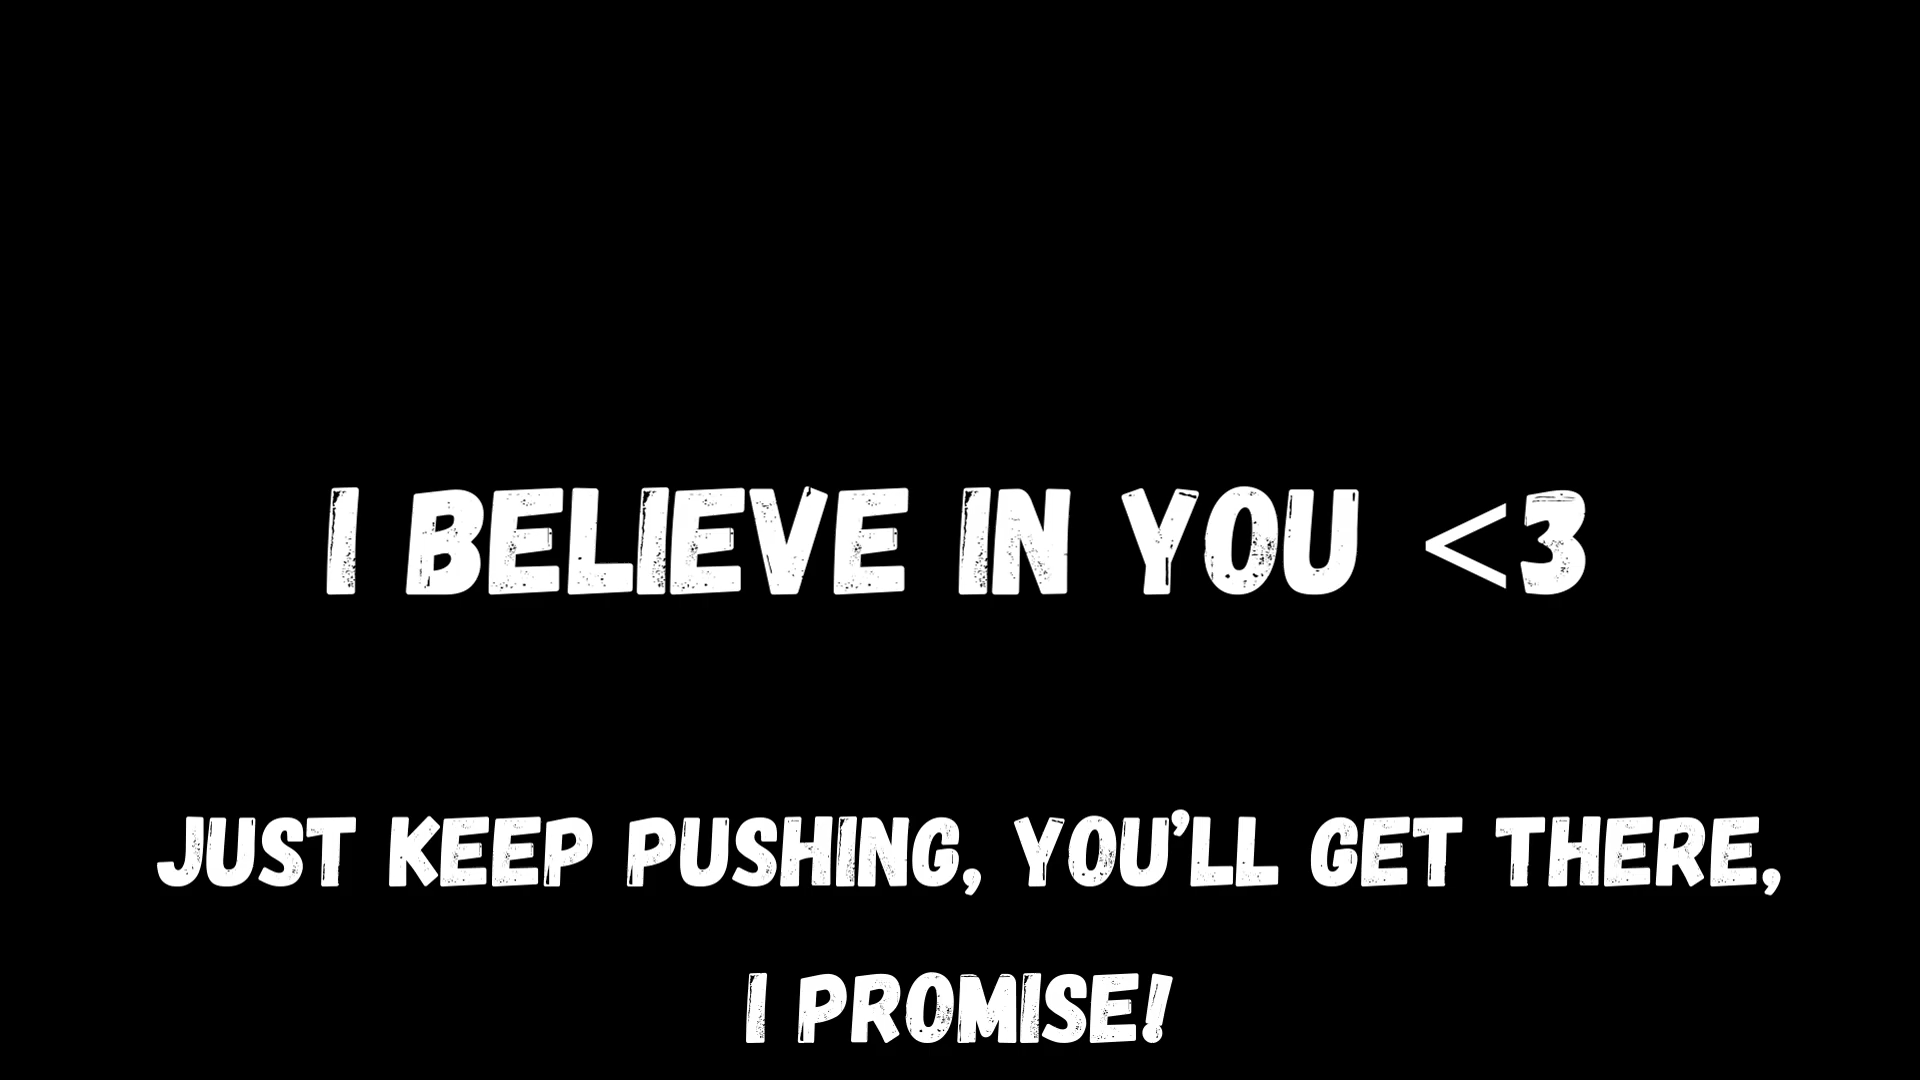 I BELIEVE IN YOU <3
JUST KEEP PUSHING, YOU’LL GET THERE,
I PROMISE!